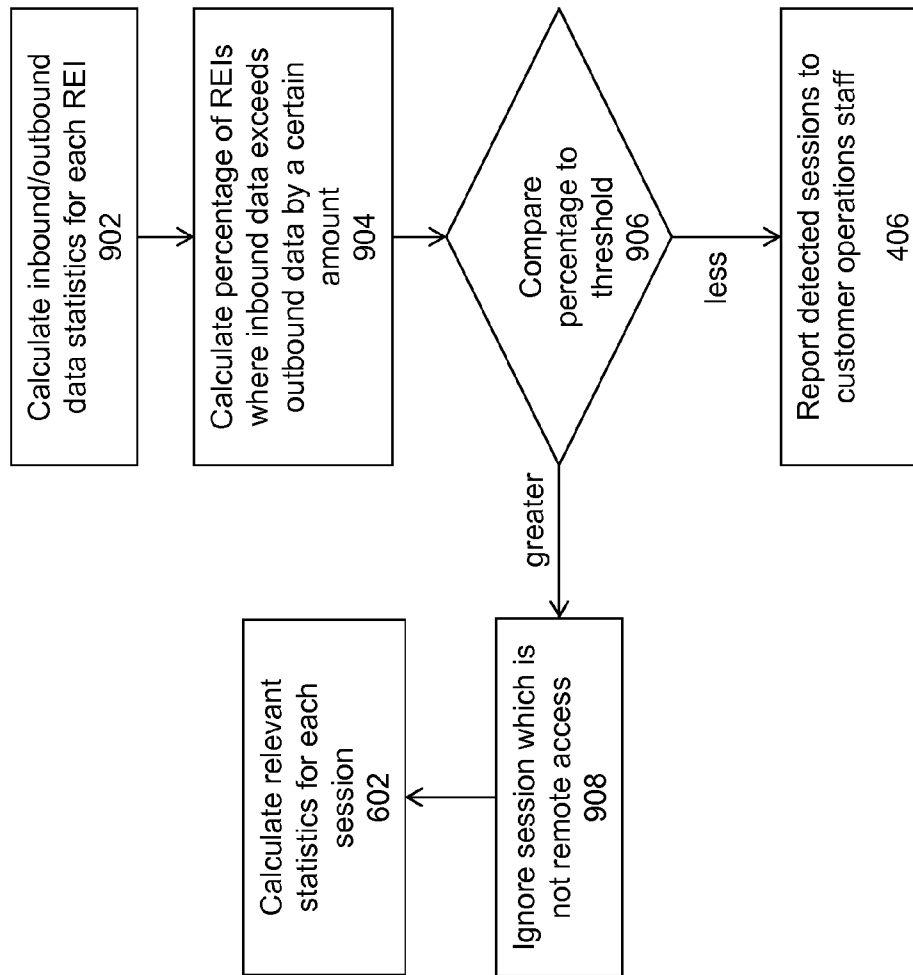 Calculate inbound/outbound
data statistics for each REI
902
Calculate percentage of REIs
where inbound data exceeds
outbound data by a certain
amount
904
Compare
percentage to
threshold
906
less
greater
Report detected sessions to
customer operations staff
406
Ignore session which is
not remote access
908
Calculate relevant
statistics for each
session
602